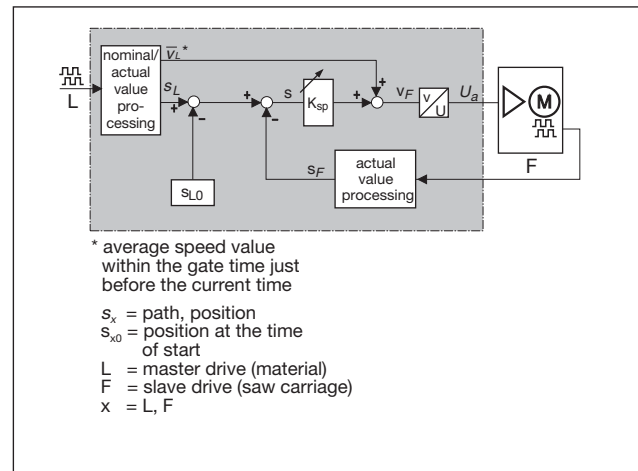 nominal/
actual
value
pro-
cessing
v̅L*
sL
L
+
-
+
-
s
Ksp
+
+
vF
v
U
Ua
M
F
sL0
sF
actual
value
processing
* average speed value
within the gate time just
before the current time
sx = path, position
sx0 = position at the time
of start
L = master drive (material)
F = slave drive (saw carriage)
x = L, F